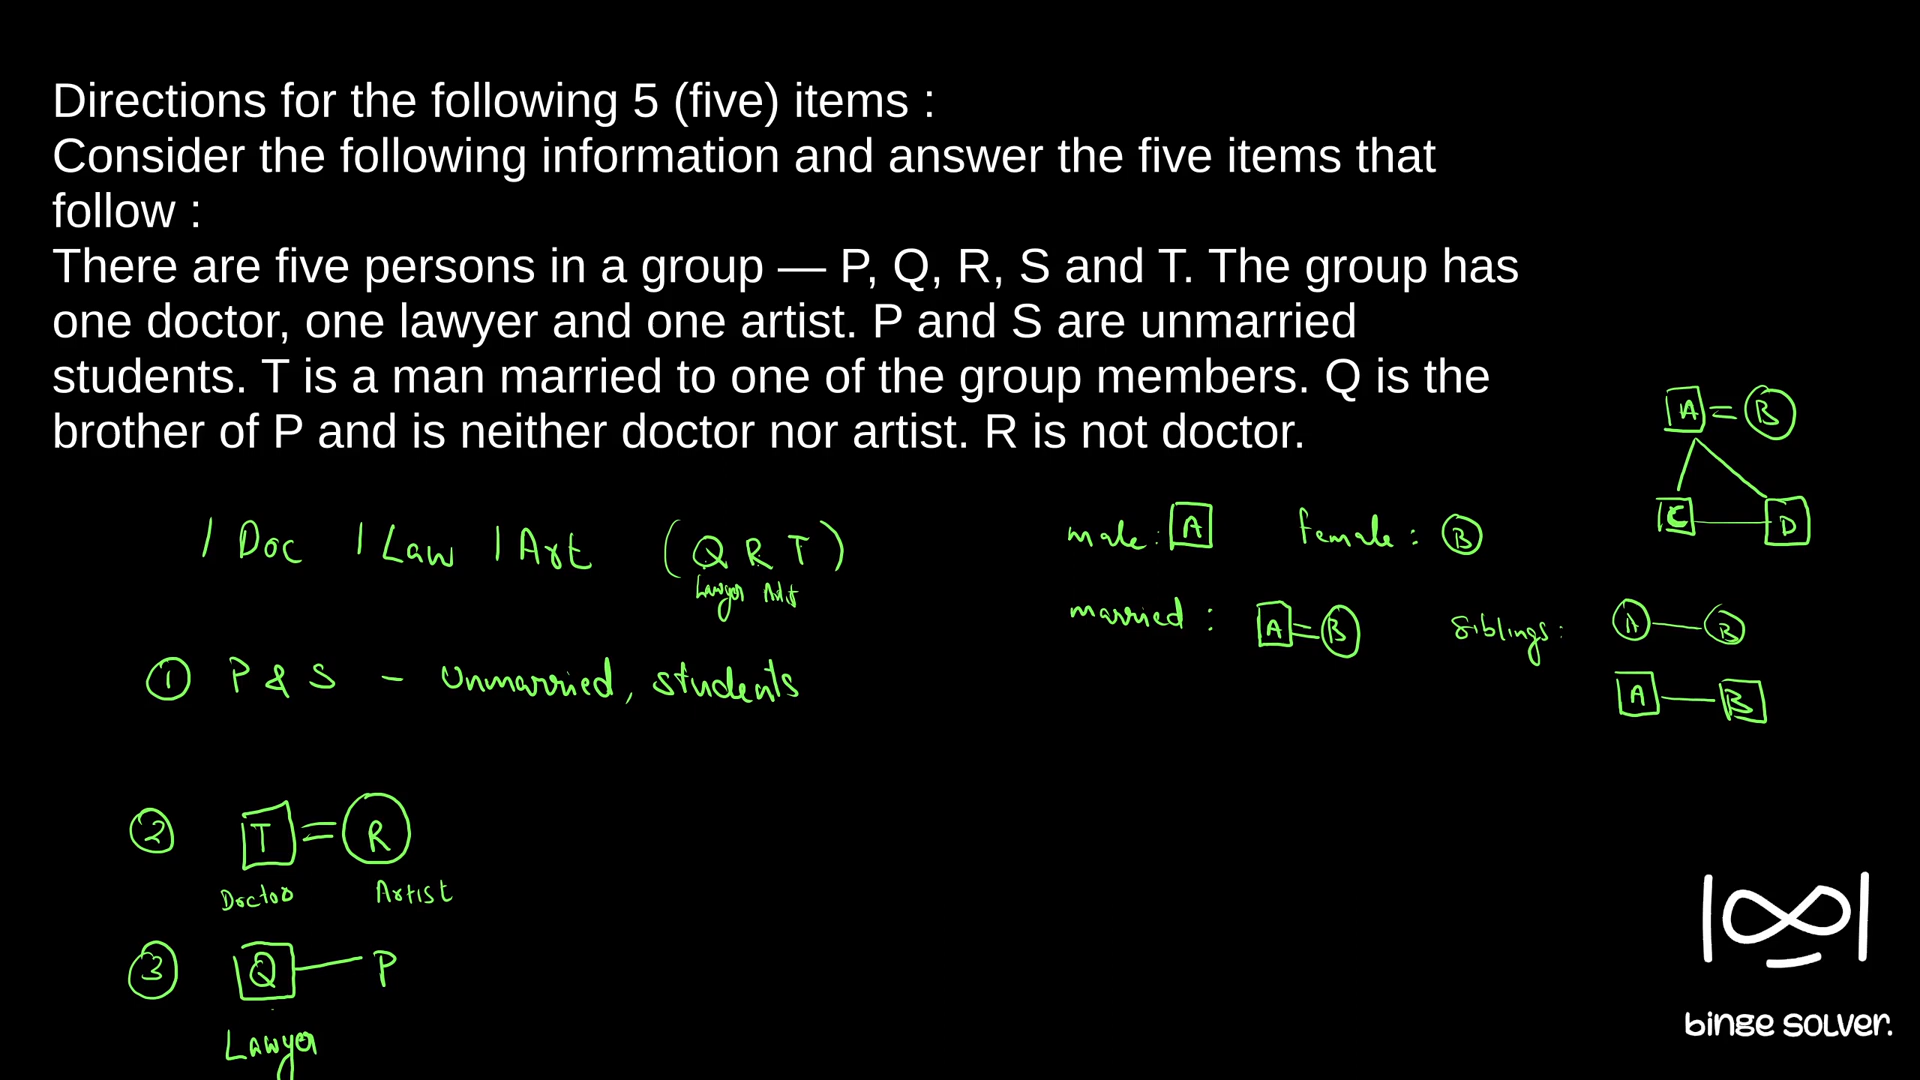 Directions for the following 5 (five) items :
Consider the following information and answer the five items that
follow :
There are five persons in a group — P, Q, R, S and T. The group has
one doctor, one lawyer and one artist. P and S are unmarried
students. T is a man married to one of the group members. Q is the
brother of P and is neither doctor nor artist. R is not doctor.
A = B
C D
1 Doc 1 Law 1 Art (Q R T)
Lawyer Artist
male: A female: B
married: A = B siblings: A B
A B
① P & S - Unmarried, students
② T = R
Doctor Artist
③ Q P
Lawyer
binge solver.